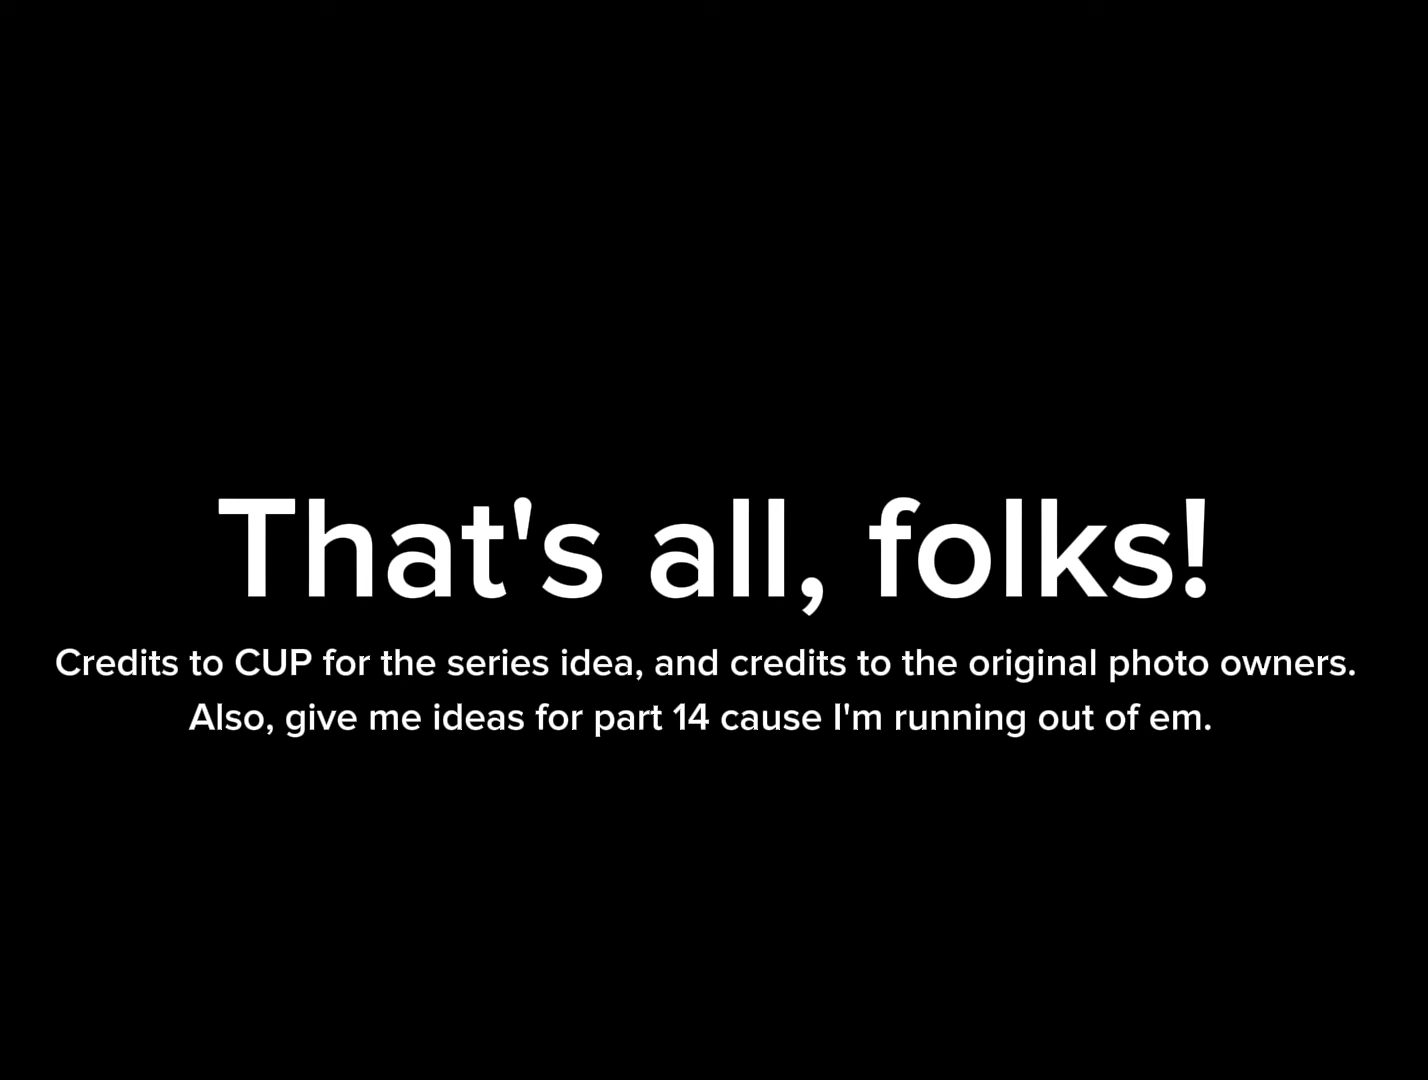 That's all, folks!
Credits to CUP for the series idea, and credits to the original photo owners.
Also, give me ideas for part 14 cause I'm running out of em.